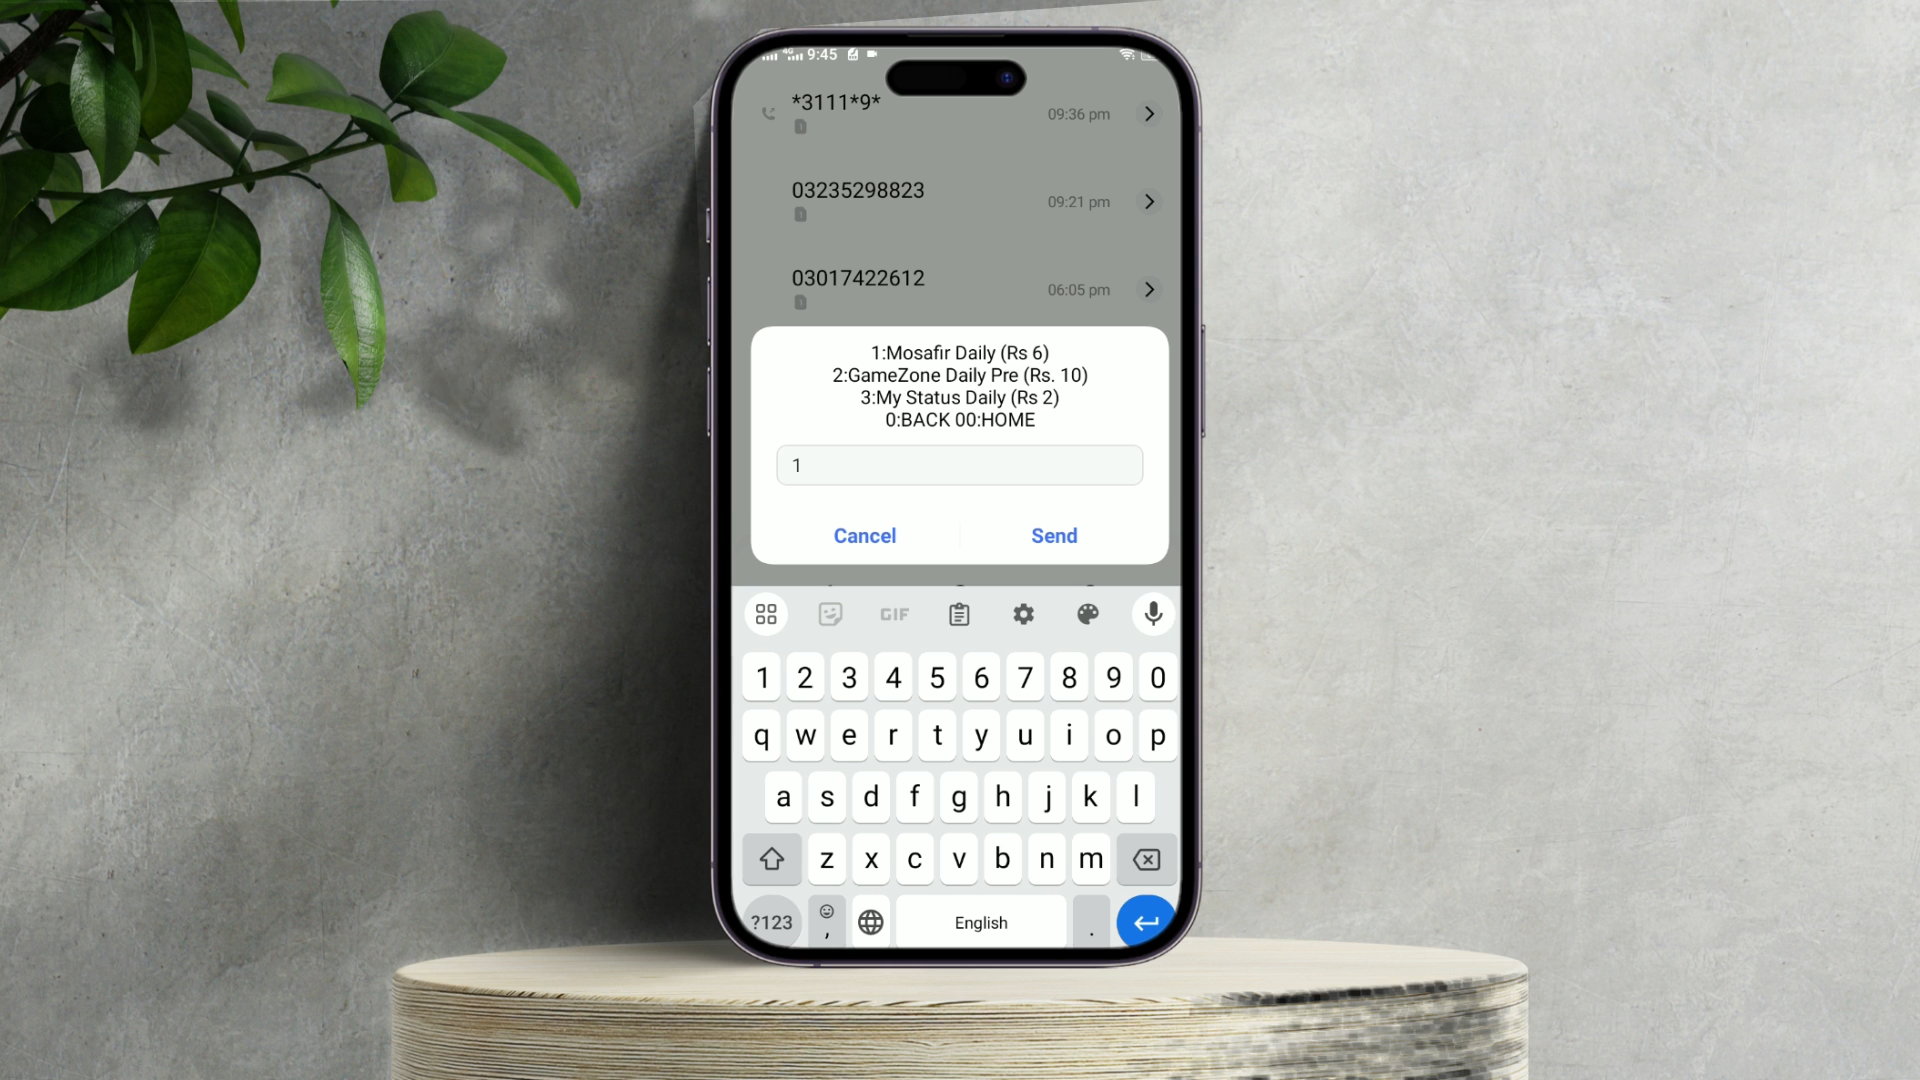 4G 9:45
*3111*9*
09:36 pm
03235298823
09:21 pm
03017422612
06:05 pm
1:Mosafir Daily (Rs 6)
2:GameZone Daily Pre (Rs. 10)
3:My Status Daily (Rs 2)
0:BACK 00:HOME
1
Cancel Send
GIF
1 2 3 4 5 6 7 8 9 0
q w e r t y u i o p
a s d f g h j k l
z x c v b n m
?123 , English .